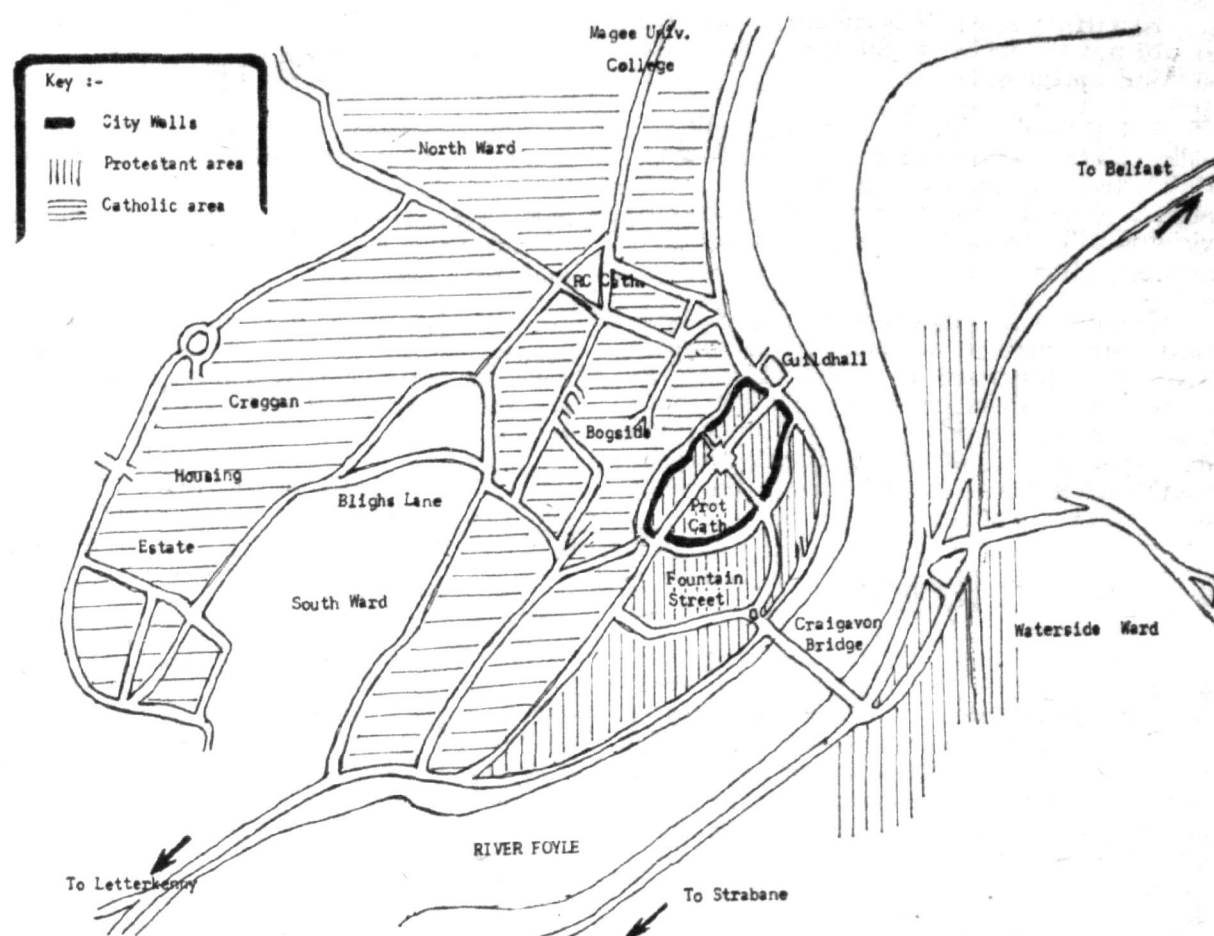 Magee Univ.
College
Key :-
City Walls
Protestant area
Catholic area
North Ward
To Belfast
RC Cath.
Guildhall
Creggan
Bogside
Housing
Blighs Lane
Prot
Cath
Estate
Fountain
Street
South Ward
Craigavon
Bridge
Waterside Ward
RIVER FOYLE
To Letterkenny
To Strabane